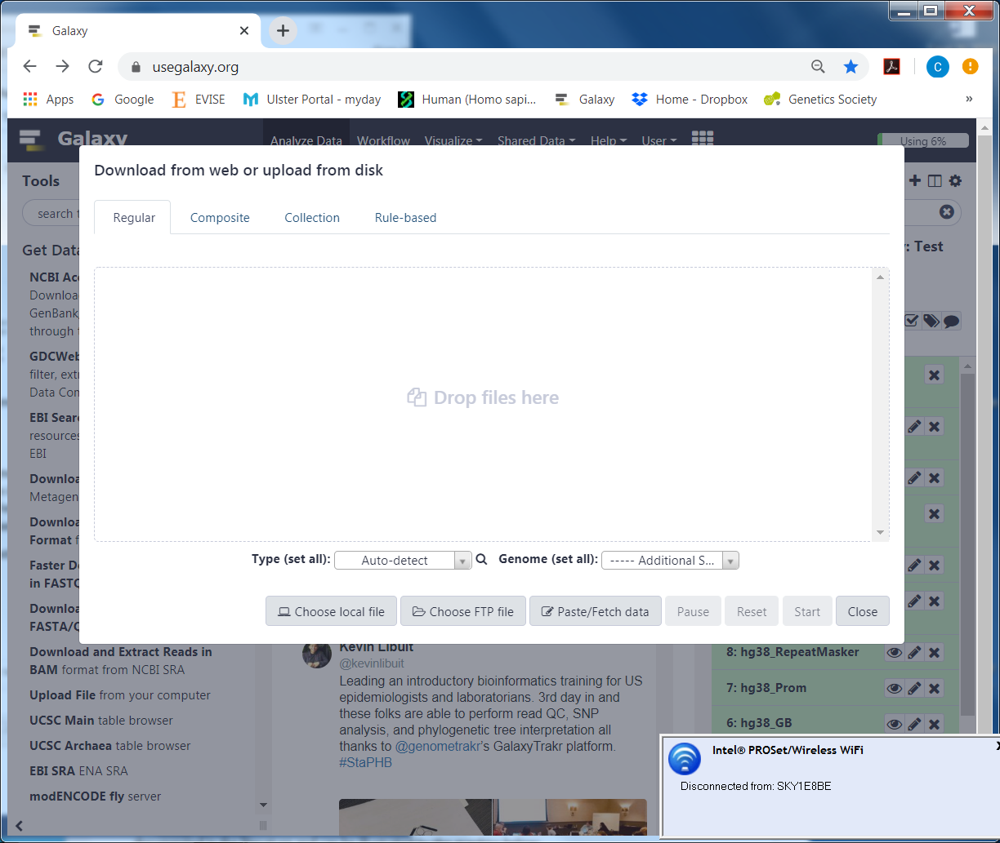 Galaxy
usegalaxy.org
C
Apps
Google
EVISE
Ulster Portal - myday
Human (Homo sapi...
Galaxy
Home - Dropbox
Genetics Society
»
Galaxy
Analyze Data
Workflow
Visualize
Shared Data
Help
User
Using 6%
Tools
search t
Get Data
NCBI Acc
Downloa
GenBank,
through t
GDCWeb
filter, extr
Data Com
EBI Searc
resources
EBI
Downloa
Metagen
Downloa
Format f
Faster Do
in FASTQ
Downloa
FASTA/Q
Download and Extract Reads in
BAM format from NCBI SRA
Upload File from your computer
UCSC Main table browser
UCSC Archaea table browser
EBI SRA ENA SRA
modENCODE fly server
Download from web or upload from disk
Regular
Composite
Collection
Rule-based
Drop files here
Type (set all):
Auto-detect
Genome (set all):
----- Additional S...
Choose local file
Choose FTP file
Paste/Fetch data
Pause
Reset
Start
Close
Kevin Libuit
@kevinlibuit
Leading an introductory bioinformatics training for US
epidemiologists and laboratorians. 3rd day in and
these folks are able to perform read QC, SNP
analysis, and phylogenetic tree interpretation all
thanks to @genometrakr's GalaxyTrakr platform.
#StaPHB
y: Test
8: hg38_RepeatMasker
7: hg38_Prom
6: hg38_GB
Intel® PROSet/Wireless WiFi
Disconnected from: SKY1E8BE